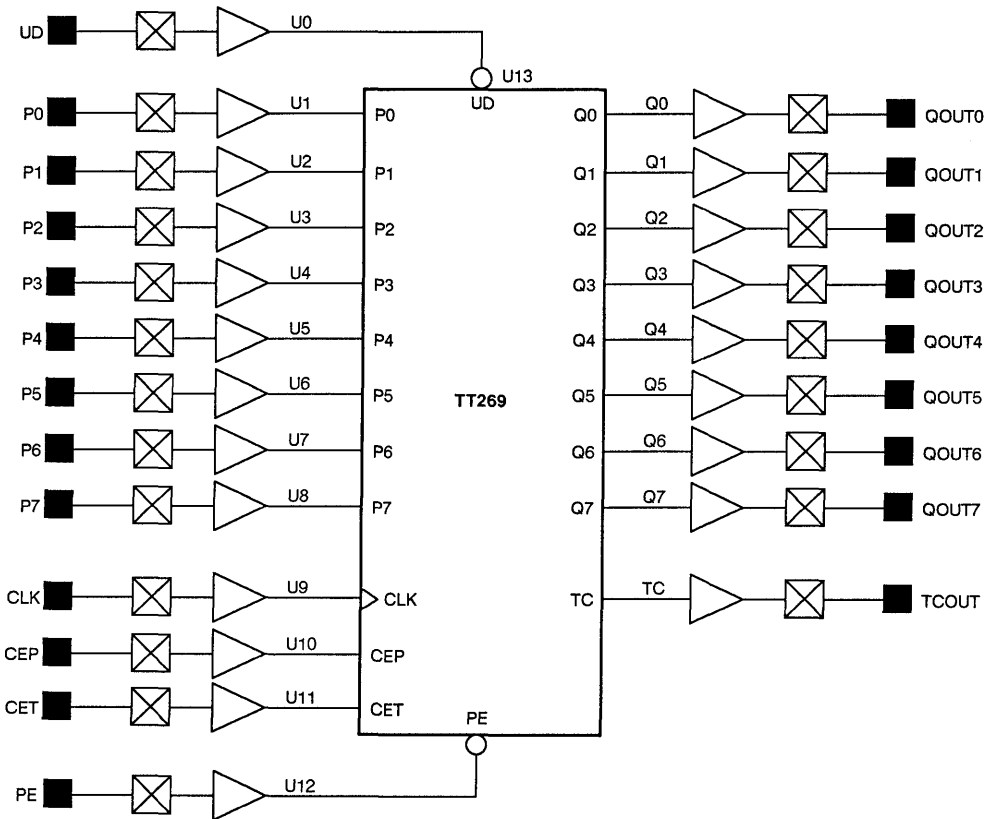 UD U0 U13
UD
P0 U1 P0 Q0 Q0 QOUT0
P1 U2 P1 Q1 Q1 QOUT1
P2 U3 P2 Q2 Q2 QOUT2
P3 U4 P3 Q3 Q3 QOUT3
P4 U5 P4 Q4 Q4 QOUT4
P5 U6 P5 TT269 Q5 Q5 QOUT5
P6 U7 P6 Q6 Q6 QOUT6
P7 U8 P7 Q7 Q7 QOUT7
CLK U9 CLK TC TC TCOUT
CEP U10 CEP
CET U11 CET
PE
PE U12